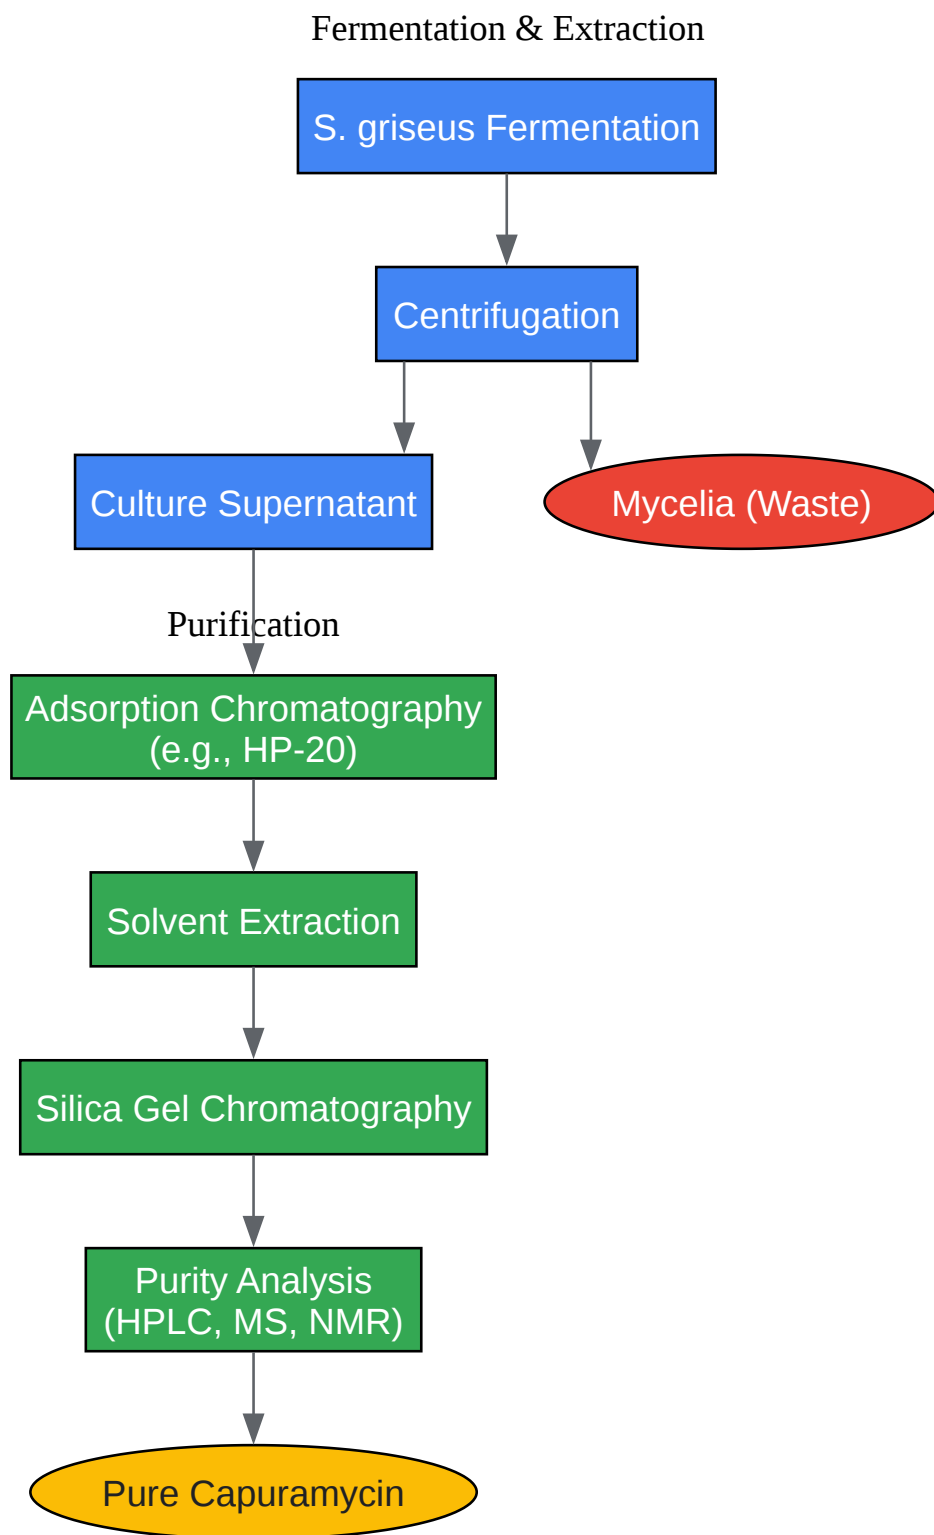 Fermentation & Extraction
S. griseus Fermentation
Centrifugation
Culture Supernatant
Mycelia (Waste)
Purification
Adsorption Chromatography
(e.g., HP-20)
Solvent Extraction
Silica Gel Chromatography
Purity Analysis
(HPLC, MS, NMR)
Pure Capuramycin